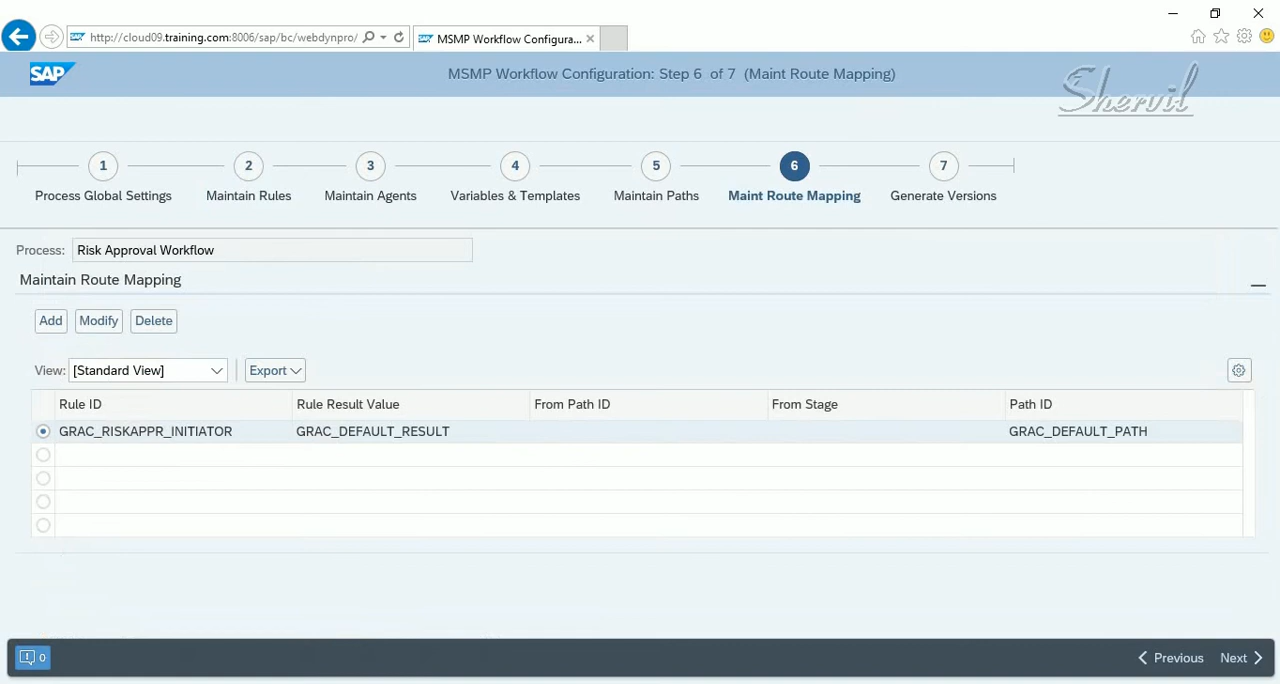 http://cloud09.training.com:8006/sap/bc/webdynpro/
SAP MSMP Workflow Configura...
SAP
MSMP Workflow Configuration: Step 6 of 7 (Maint Route Mapping)
Shervil
1 2 3 4 5 6 7
Process Global Settings Maintain Rules Maintain Agents Variables & Templates Maintain Paths Maint Route Mapping Generate Versions
Process: Risk Approval Workflow
Maintain Route Mapping
Add Modify Delete
View: [Standard View] Export
Rule ID Rule Result Value From Path ID From Stage Path ID
GRAC_RISKAPPR_INITIATOR GRAC_DEFAULT_RESULT GRAC_DEFAULT_PATH
0 Previous Next